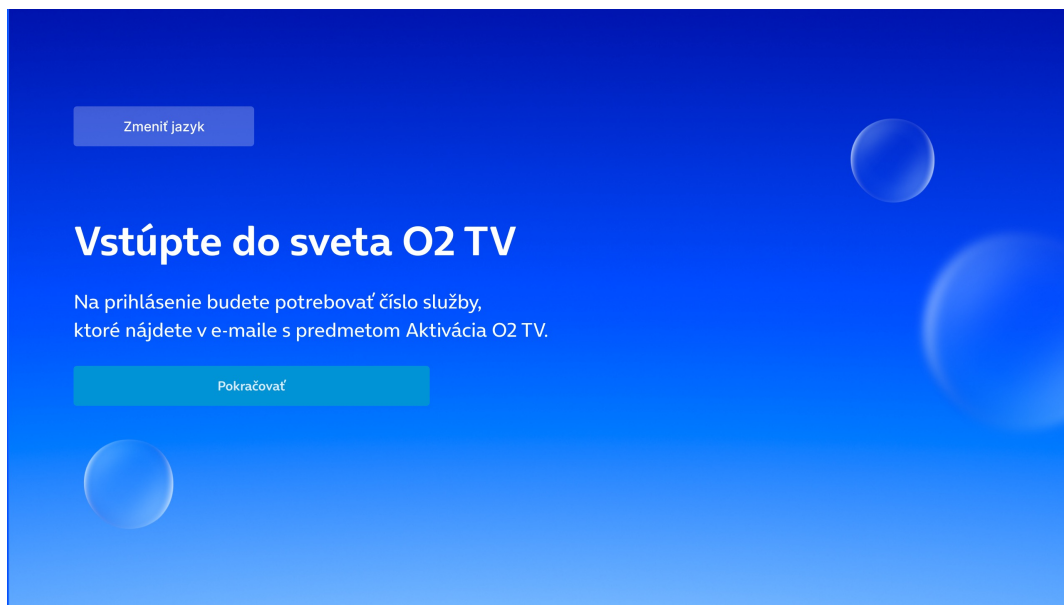 Zmeniť jazyk
Vstúpte do sveta O2 TV
Na prihlásenie budete potrebovať číslo služby,
ktoré nájdete v e-maile s predmetom Aktivácia O2 TV.
Pokračovať